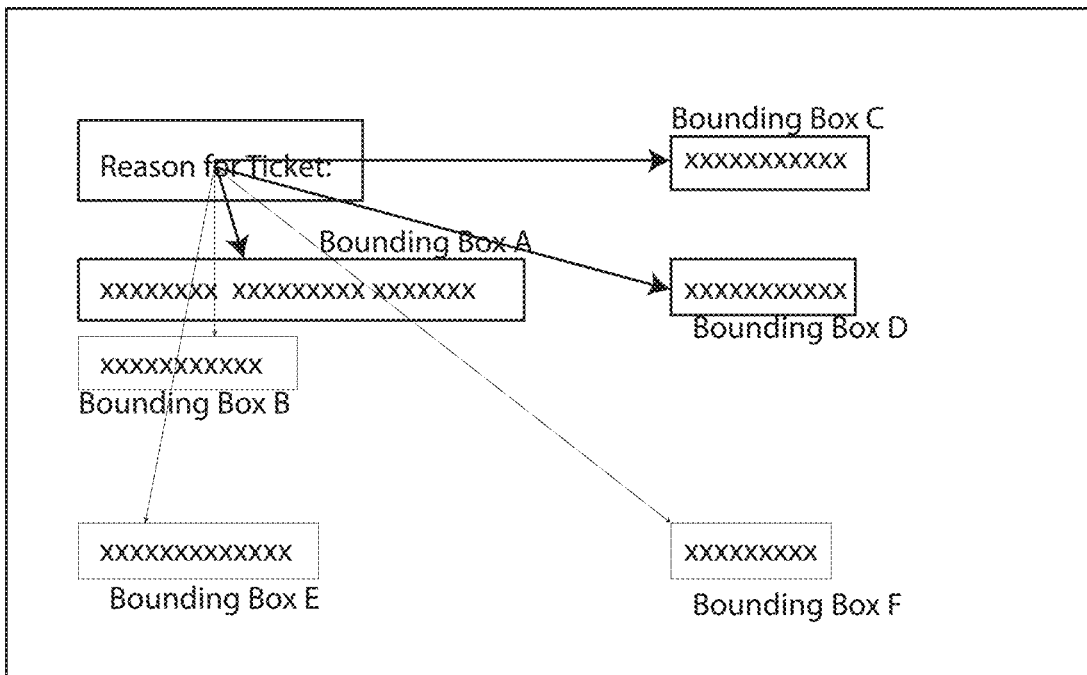 Bounding Box C
Reason for Ticket:
xxxxxxxxxxx
Bounding Box A
xxxxxxxx xxxxxxxxx xxxxxxx
xxxxxxxxxxx
Bounding Box D
xxxxxxxxxxx
Bounding Box B
xxxxxxxxxxxxx
xxxxxxxxx
Bounding Box E
Bounding Box F